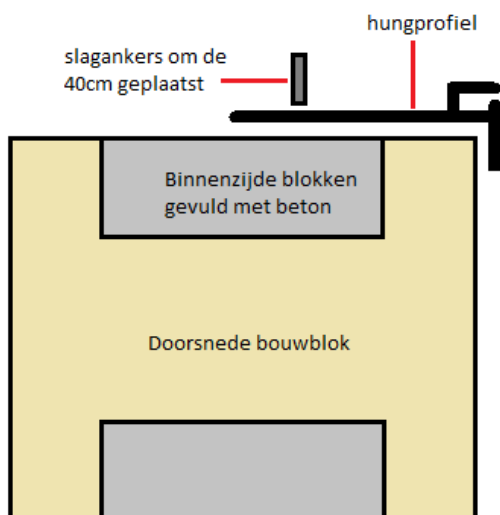 hungprofiel
slagankers om de
40cm geplaatst
Binnenzijde blokken
gevuld met beton
Doorsnede bouwblok